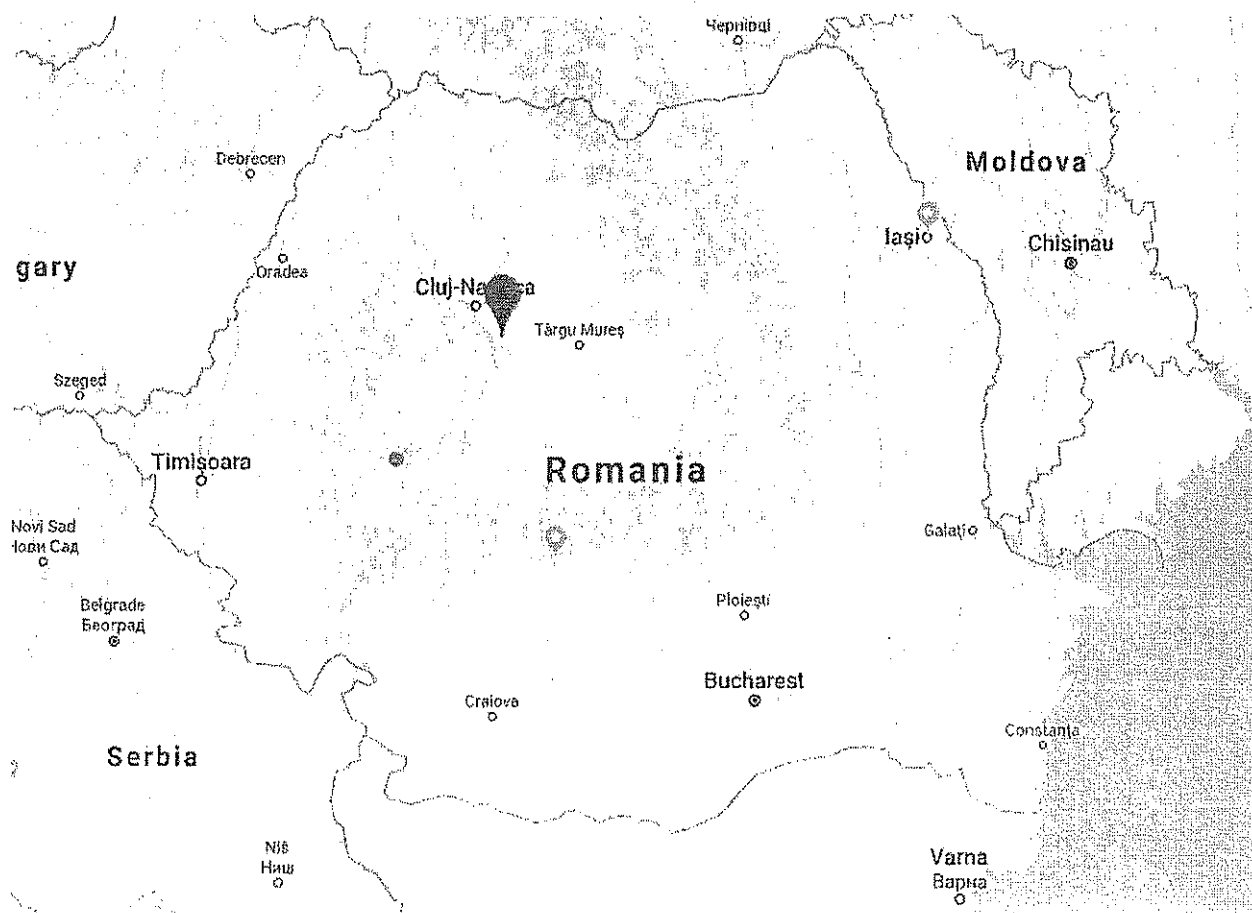 Чернівці
Debrecen
Moldova
Iași
Chisinau
Oradea
gary
Cluj-Na ca
Târgu Mureș
Szeged
Timișoara
Romania
Novi Sad
Нови Сад
Galați
Belgrade
Београд
Ploiești
Bucharest
Craiova
Constanța
Serbia
Niš
Ниш
Varna
Варна